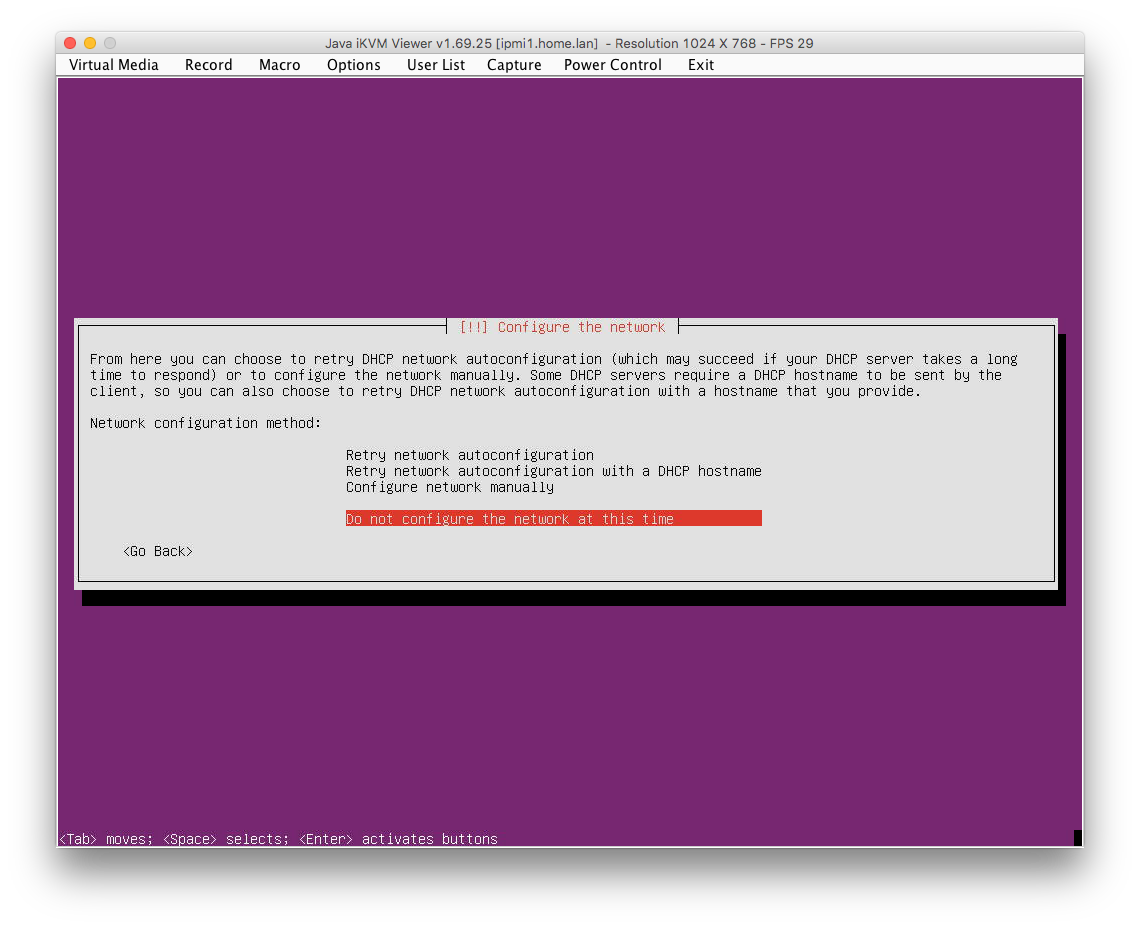 Java iKVM Viewer v1.69.25 [ipmi1.home.lan]  - Resolution 1024 X 768 - FPS 29
Virtual Media Record Macro Options User List Capture Power Control Exit
[!!] Configure the network
From here you can choose to retry DHCP network autoconfiguration (which may succeed if your DHCP server takes a long
time to respond) or to configure the network manually. Some DHCP servers require a DHCP hostname to be sent by the
client, so you can also choose to retry DHCP network autoconfiguration with a hostname that you provide.
Network configuration method:
Retry network autoconfiguration
Retry network autoconfiguration with a DHCP hostname
Configure network manually
Do not configure the network at this time
<Go Back>
<Tab> moves; <Space> selects; <Enter> activates buttons